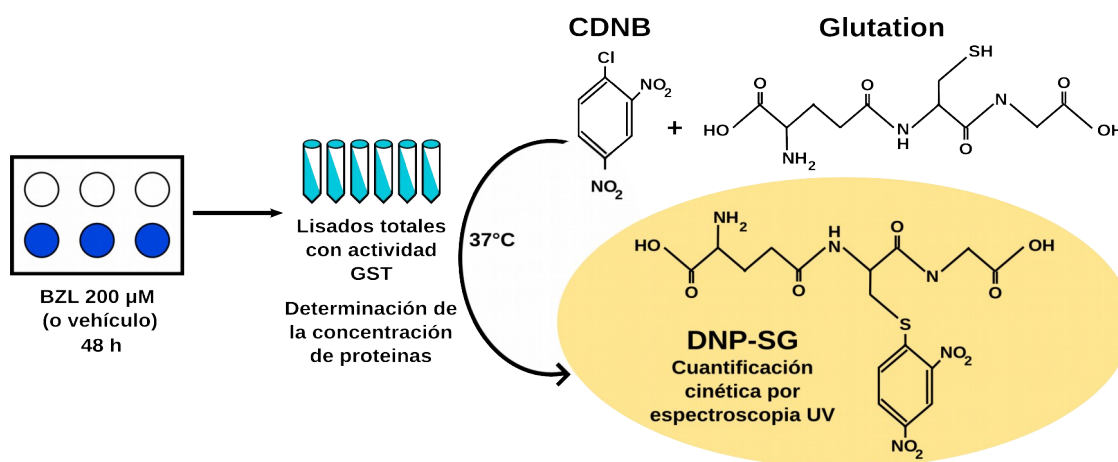 CDNB
Glutation
Cl
NO2
NO2
+
SH
O
O
O
HO
N
H
N
O
OH
NH2
BZL 200 µM
(o vehículo)
48 h
Lisados totales
con actividad
GST
Determinación de
la concentración
de proteinas
37°C
NH2
HO
O
H
N
O
O
N
O
OH
S
NO2
NO2
DNP-SG
Cuantificación
cinética por
espectroscopia UV